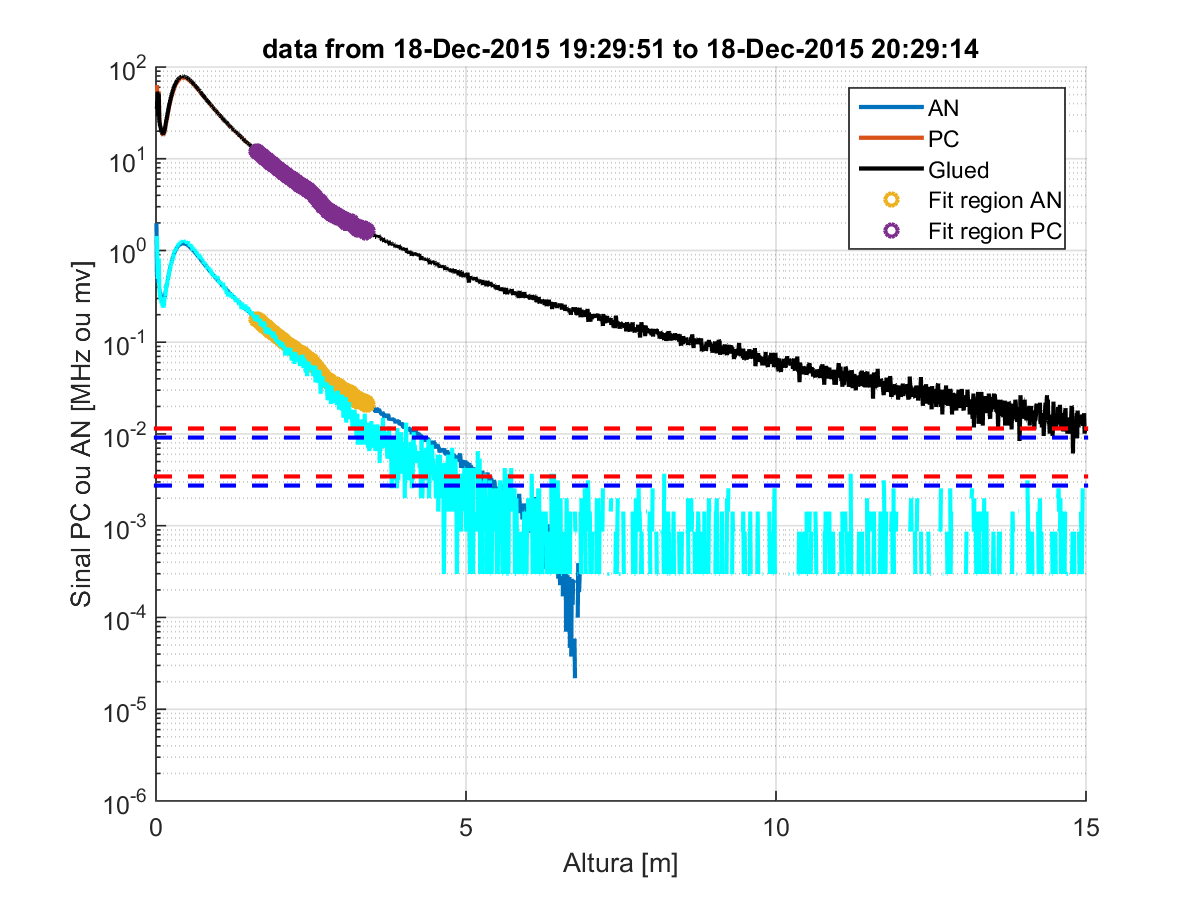 data from 18-Dec-2015 19:29:51 to 18-Dec-2015 20:29:14
AN
PC
Glued
Fit region AN
Fit region PC
Sinal PC ou AN [MHz ou mv]
10^2
10^1
10^0
10^-1
10^-2
10^-3
10^-4
10^-5
10^-6
0
5
10
15
Altura [m]